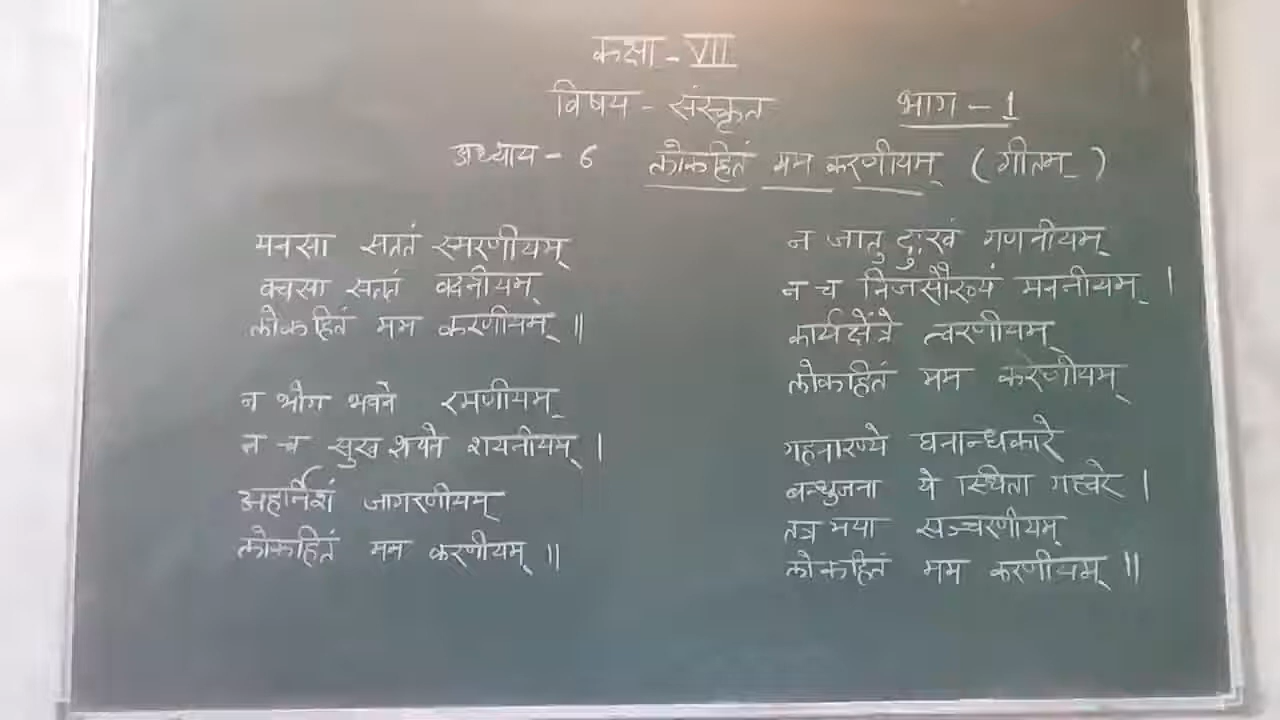 कक्षा - VII
विषय - संस्कृत भाग - 1
अध्याय - 6 लोकहितं मम करणीयम् ( गीतम् )
मनसा सततं स्मरणीयम्
वचसा सततं वदनीयम्
लोकहितं मम करणीयम् ॥
न भोग भवने रमणीयम्
न च सुख शयने शयनीयम् ।
अहर्निशं जागरणीयम्
लोकहितं मम करणीयम् ॥
न जातु दुःखं गणनीयम्
न च निजसौख्यं मननीयम् ।
कार्यक्षेत्रे त्वरणीयम्
लोकहितं मम करणीयम्
गहनारण्ये घनान्धकारे
बन्धुजना ये स्थिता गह्वरे ।
तत्र मया सञ्चरणीयम्
लोकहितं मम करणीयम् ॥